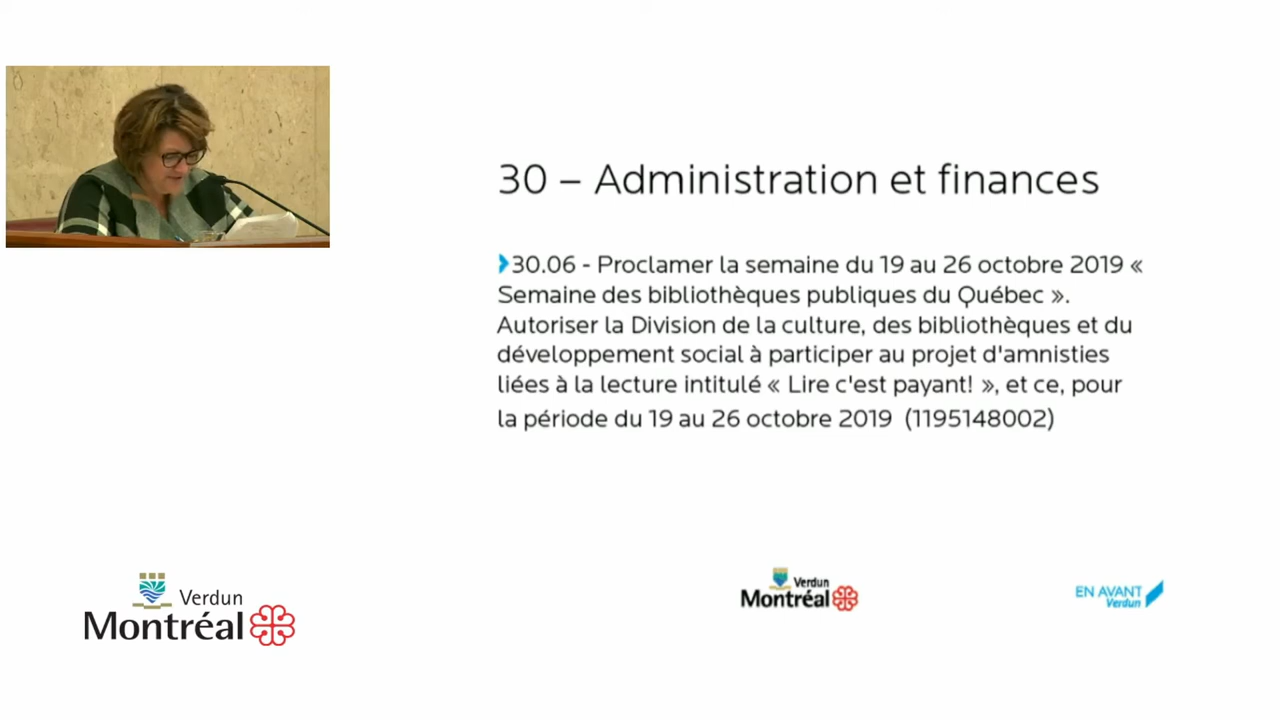 30 – Administration et finances
30.06 - Proclamer la semaine du 19 au 26 octobre 2019 «
Semaine des bibliothèques publiques du Québec ».
Autoriser la Division de la culture, des bibliothèques et du
développement social à participer au projet d'amnisties
liées à la lecture intitulé « Lire c'est payant! », et ce, pour
la période du 19 au 26 octobre 2019 (1195148002)
Verdun
Montréal
Verdun
Montréal
EN AVANT
Verdun